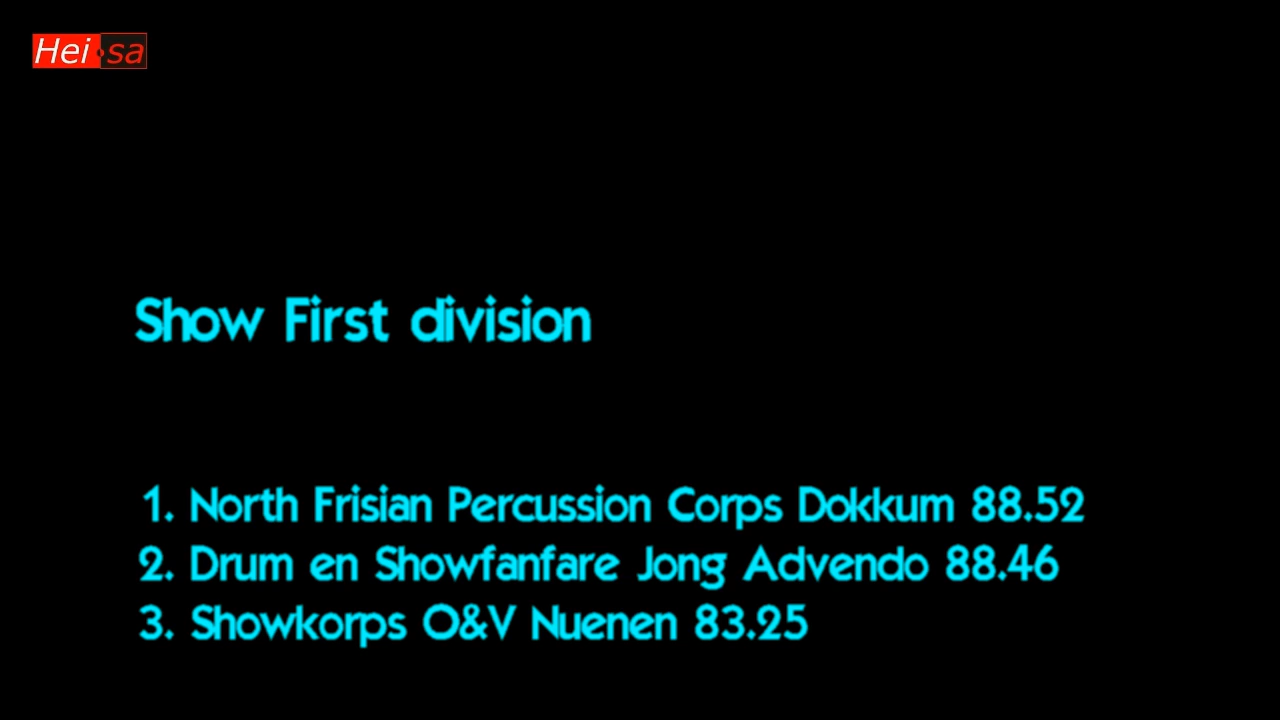 Hei sa
Show First division
1. North Frisian Percussion Corps Dokkum 88.52
2. Drum en Showfanfare Jong Advendo 88.46
3. Showkorps O&V Nuenen 83.25